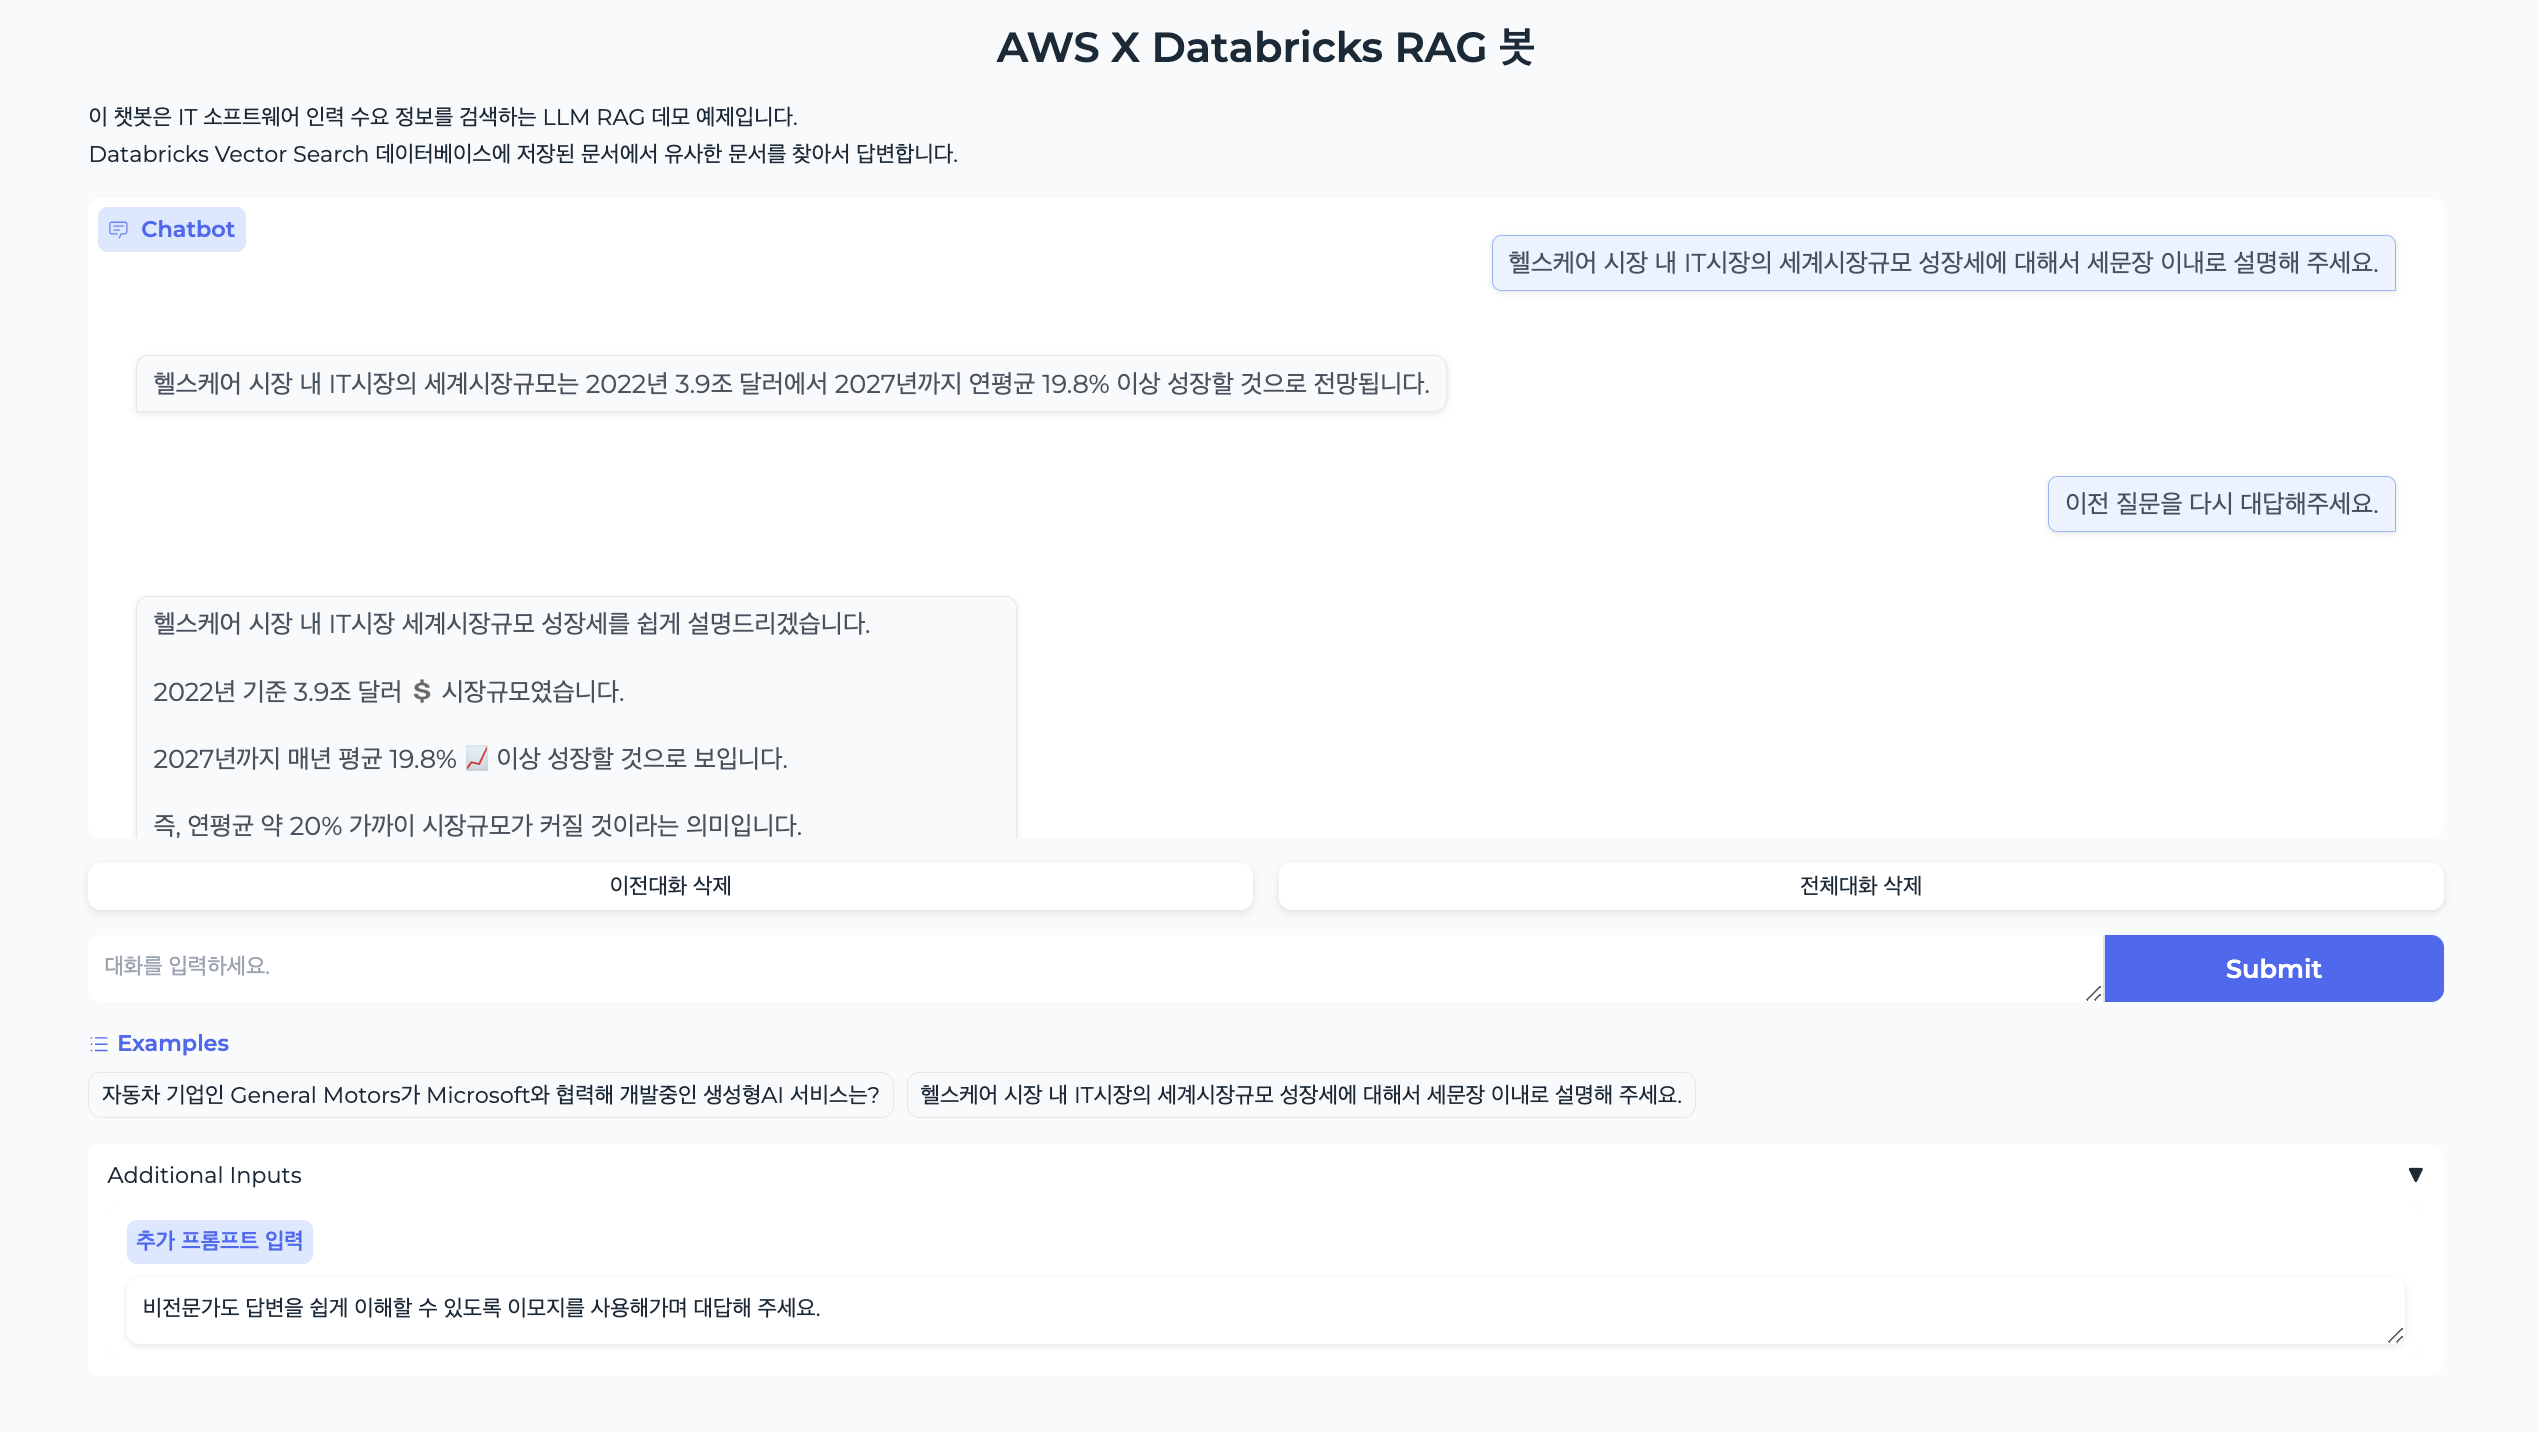 AWS X Databricks RAG 봇
이 챗봇은 IT 소프트웨어 인력 수요 정보를 검색하는 LLM RAG 데모 예제입니다.
Databricks Vector Search 데이터베이스에 저장된 문서에서 유사한 문서를 찾아서 답변합니다.
Chatbot
헬스케어 시장 내 IT시장의 세계시장규모 성장세에 대해서 세문장 이내로 설명해 주세요.
헬스케어 시장 내 IT시장의 세계시장규모는 2022년 3.9조 달러에서 2027년까지 연평균 19.8% 이상 성장할 것으로 전망됩니다.
이전 질문을 다시 대답해주세요.
헬스케어 시장 내 IT시장 세계시장규모 성장세를 쉽게 설명드리겠습니다.
2022년 기준 3.9조 달러 💲 시장규모였습니다.
2027년까지 매년 평균 19.8% 📈 이상 성장할 것으로 보입니다.
즉, 연평균 약 20% 가까이 시장규모가 커질 것이라는 의미입니다.
이전대화 삭제
전체대화 삭제
대화를 입력하세요.
Submit
Examples
자동차 기업인 General Motors가 Microsoft와 협력해 개발중인 생성형AI 서비스는?
헬스케어 시장 내 IT시장의 세계시장규모 성장세에 대해서 세문장 이내로 설명해 주세요.
Additional Inputs
▼
추가 프롬프트 입력
비전문가도 답변을 쉽게 이해할 수 있도록 이모지를 사용해가며 대답해 주세요.